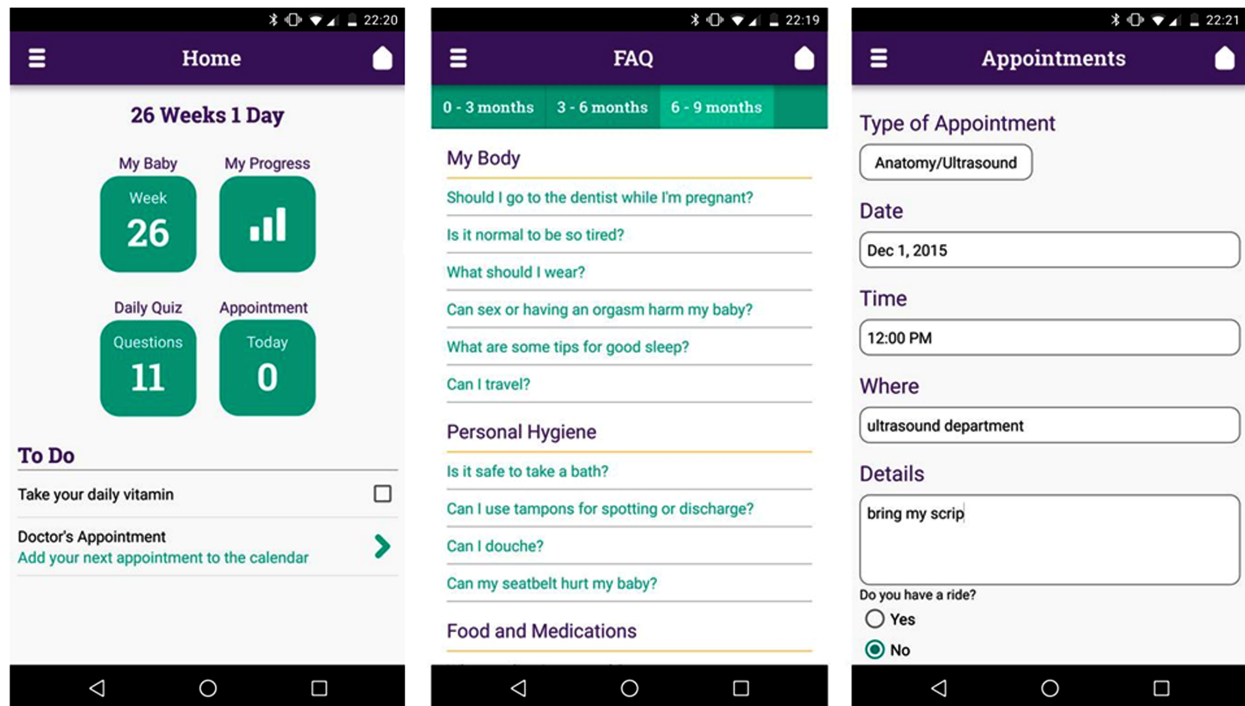 22:20
Home
26 Weeks 1 Day
My Baby
My Progress
Week
26
Daily Quiz
Appointment
Questions
11
Today
0
To Do
Take your daily vitamin
Doctor's Appointment
Add your next appointment to the calendar
22:19
FAQ
0 - 3 months
3 - 6 months
6 - 9 months
My Body
Should I go to the dentist while I'm pregnant?
Is it normal to be so tired?
What should I wear?
Can sex or having an orgasm harm my baby?
What are some tips for good sleep?
Can I travel?
Personal Hygiene
Is it safe to take a bath?
Can I use tampons for spotting or discharge?
Can I douche?
Can my seatbelt hurt my baby?
Food and Medications
22:21
Appointments
Type of Appointment
Anatomy/Ultrasound
Date
Dec 1, 2015
Time
12:00 PM
Where
ultrasound department
Details
bring my scrip
Do you have a ride?
Yes
No